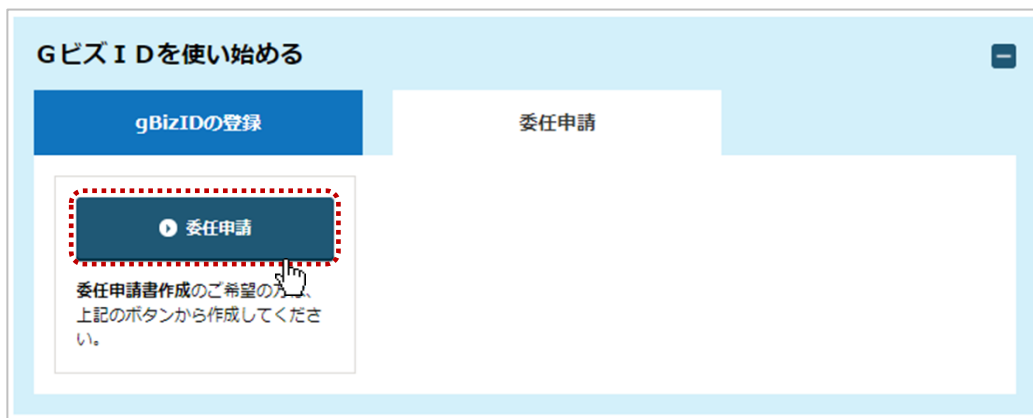 GビズIDを使い始める
gBizIDの登録
委任申請
委任申請
委任申請書作成のご希望の方は、
上記のボタンから作成してくださ
い。